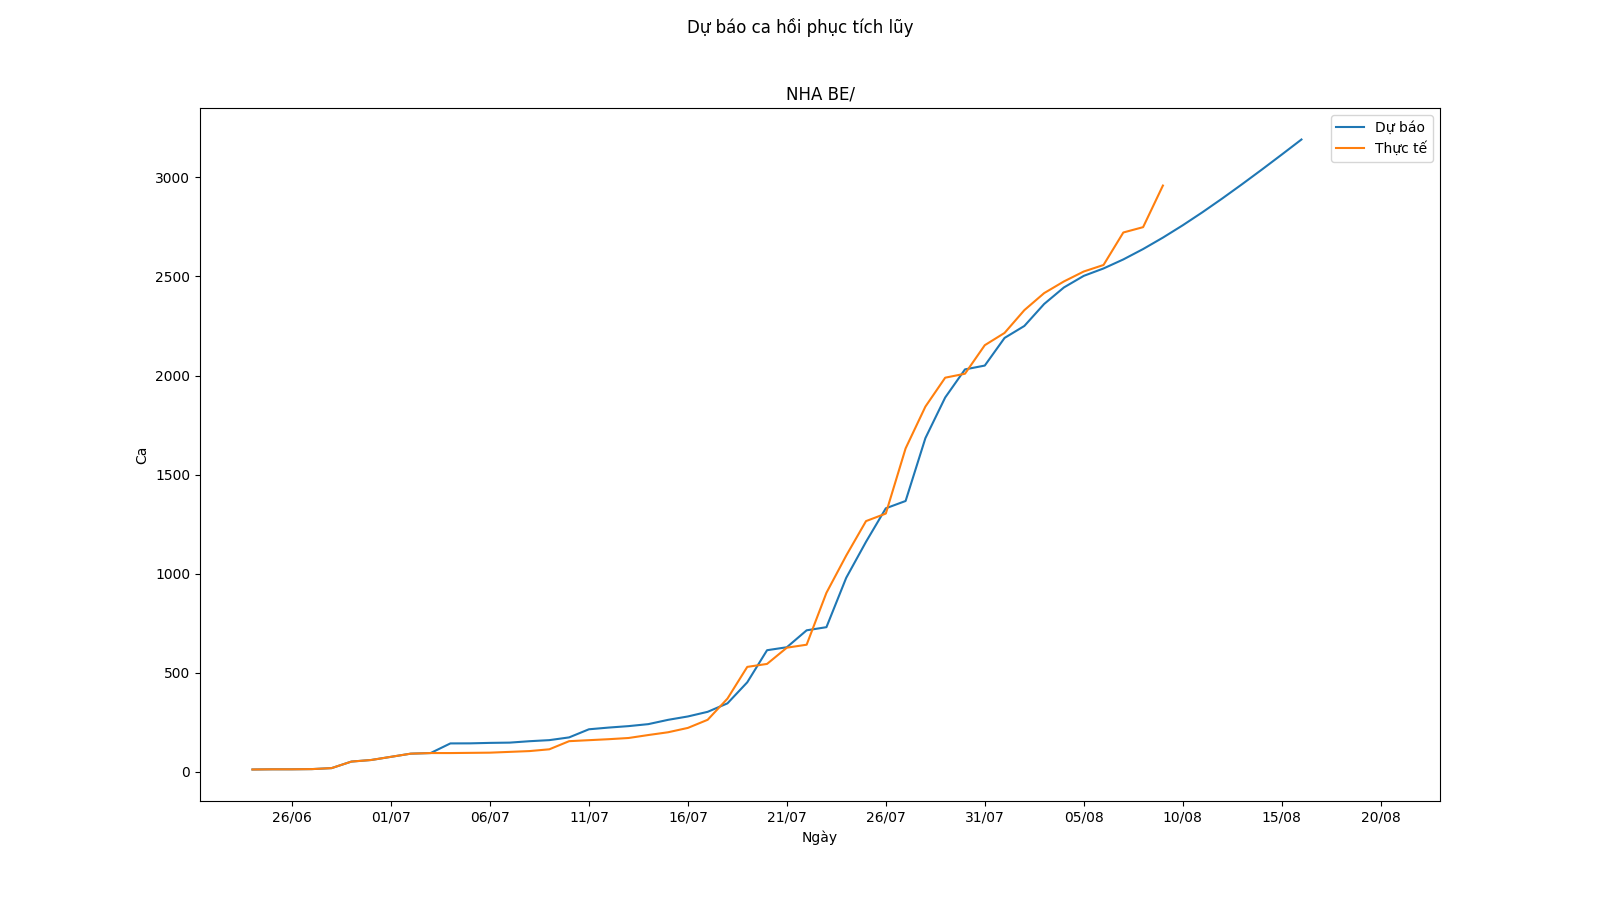 Dự báo ca hồi phục tích lũy
NHA BE/
Dự báo
Thực tế
3000
2500
2000
1500
1000
500
0
Ca
26/06 01/07 06/07 11/07 16/07 21/07 26/07 31/07 05/08 10/08 15/08 20/08
Ngày